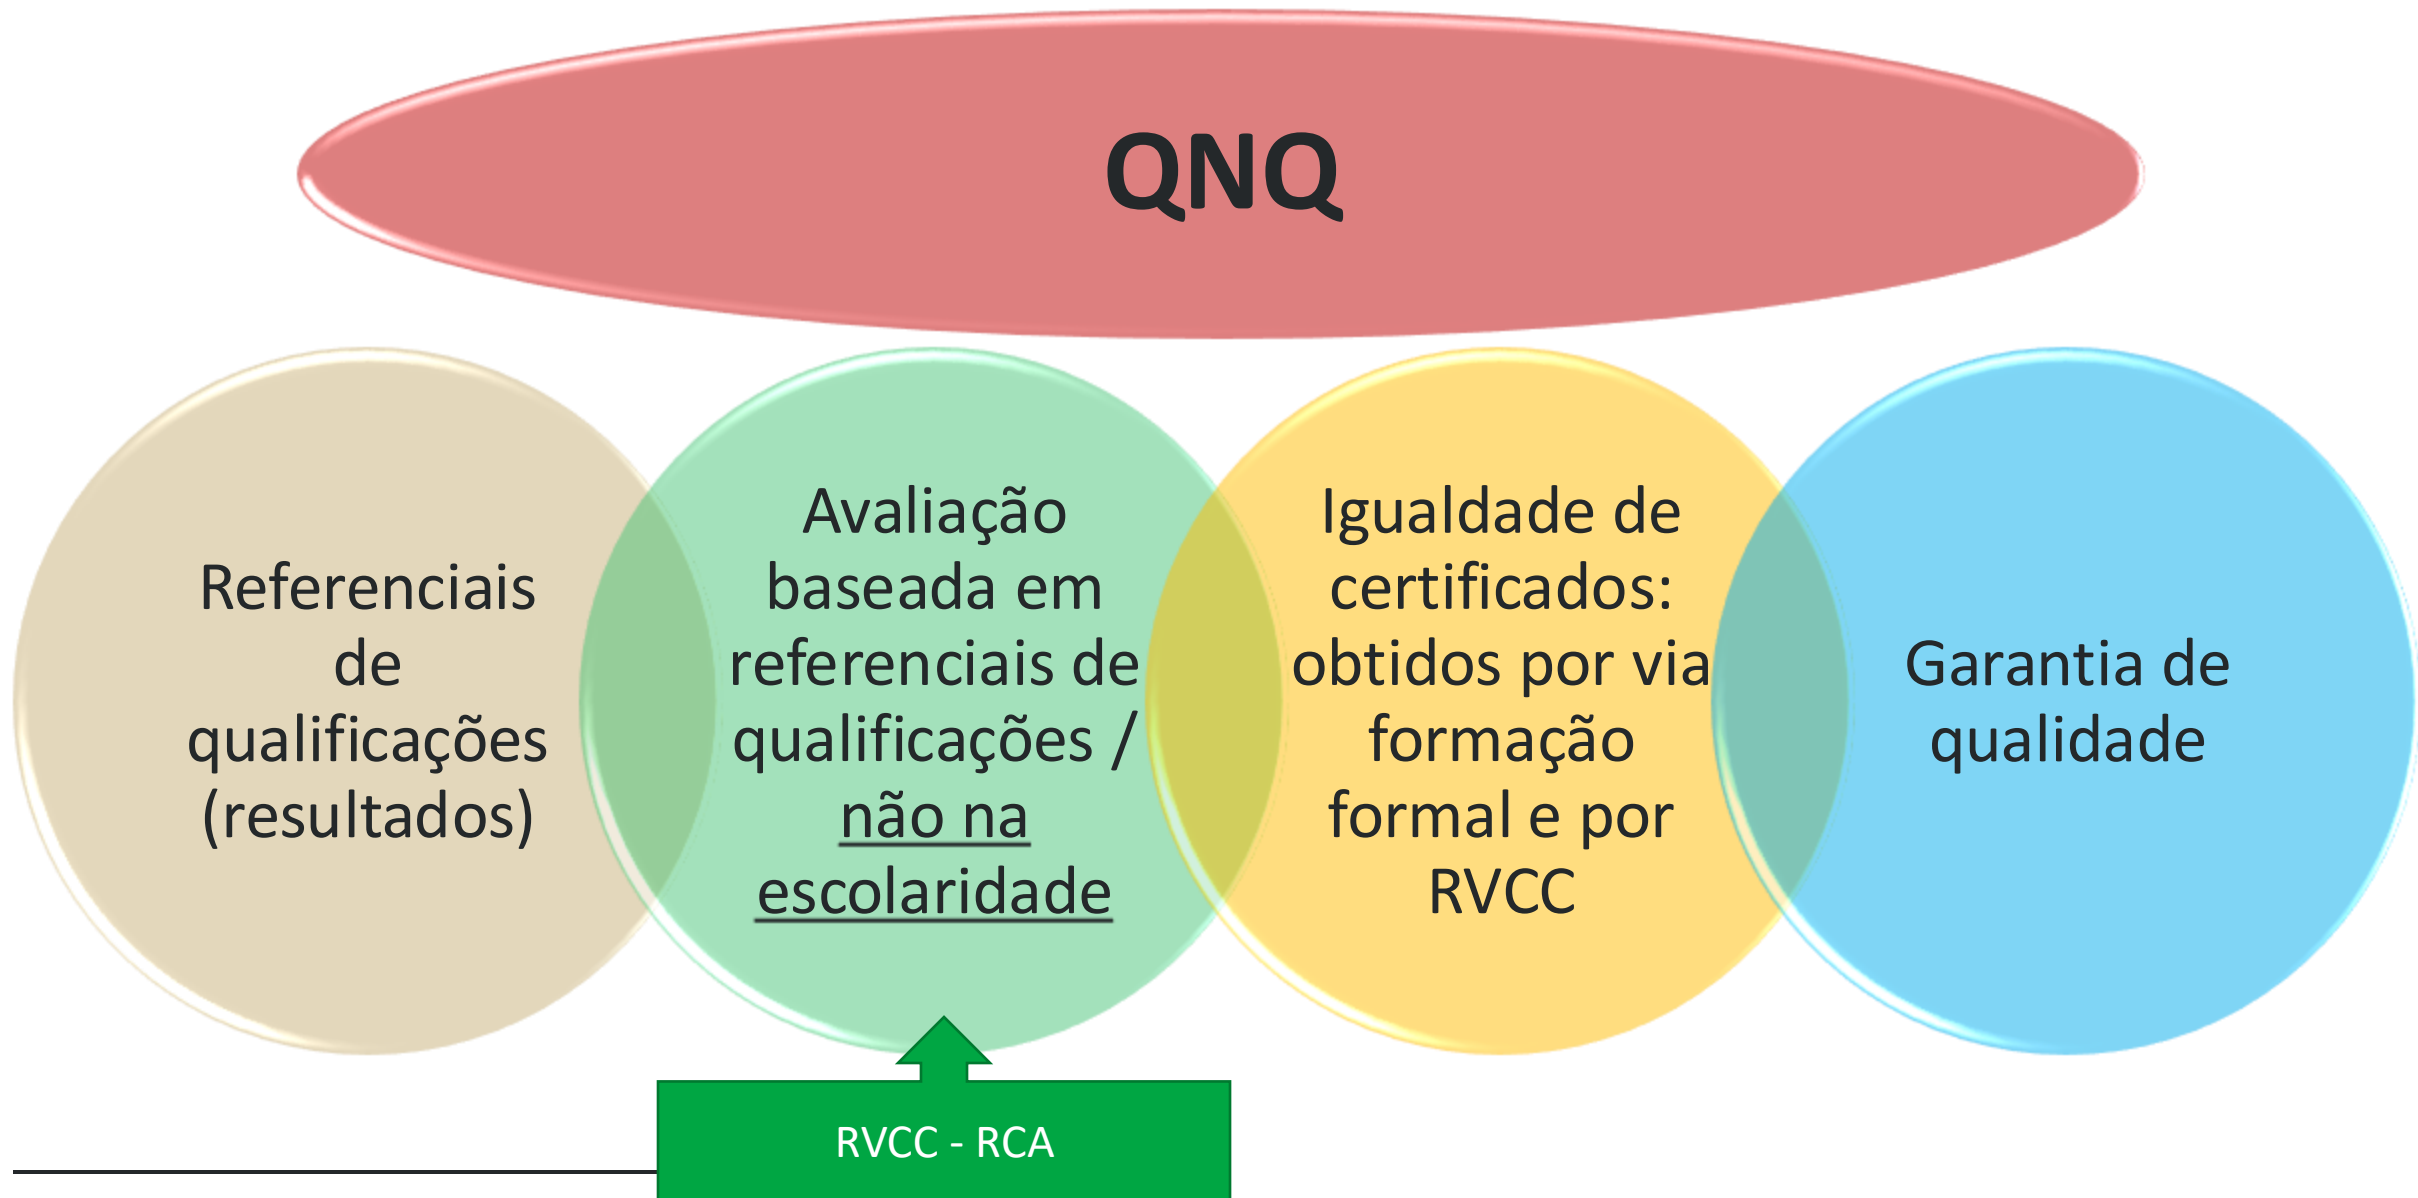 QNQ
Referenciais
de
qualificações
(resultados)
Avaliação
baseada em
referenciais de
qualificações /
não na
escolaridade
Igualdade de
certificados:
obtidos por via
formação
formal e por
RVCC
Garantia de
qualidade
RVCC - RCA